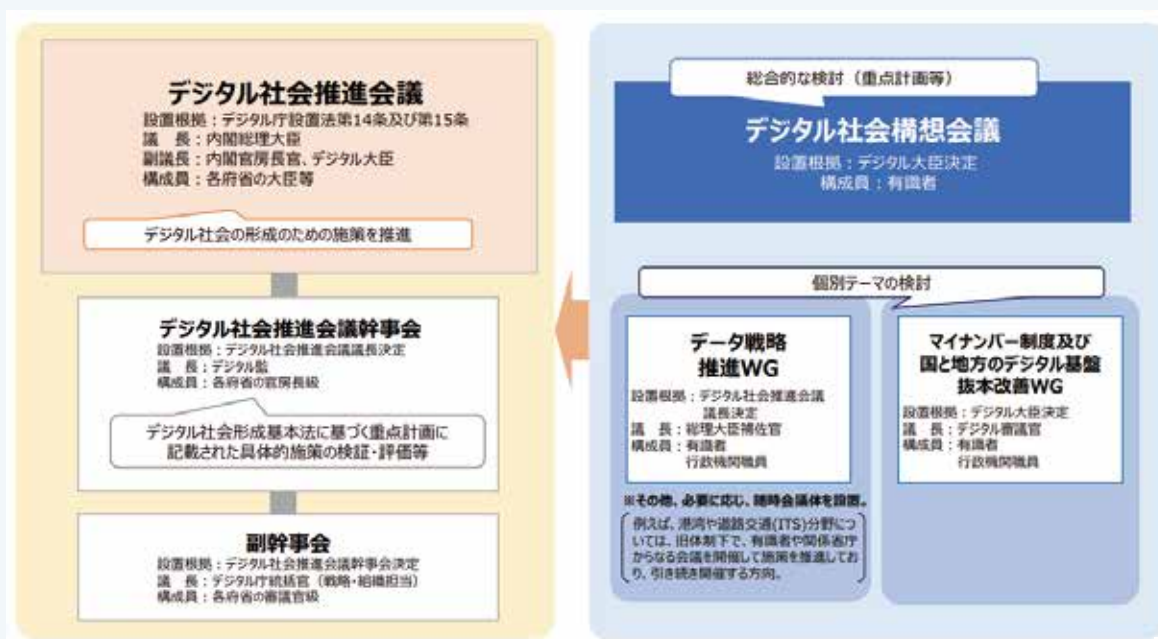 デジタル社会推進会議
設置根拠：デジタル庁設置法第14条及び第15条
議　長：内閣総理大臣
副議長：内閣官房長官、デジタル大臣
構成員：各府省の大臣等
デジタル社会の形成のための施策を推進
デジタル社会推進会議幹事会
設置根拠：デジタル社会推進会議議長決定
議　長：デジタル監
構成員：各府省の官房長級
デジタル社会形成基本法に基づく重点計画に
記載された具体的施策の検証・評価等
副幹事会
設置根拠：デジタル社会推進会議幹事会決定
議　長：デジタル庁統括官（戦略・組織担当）
構成員：各府省の審議官級
総合的な検討（重点計画等）
デジタル社会構想会議
設置根拠：デジタル大臣決定
構成員：有識者
個別テーマの検討
データ戦略
推進WG
設置根拠：デジタル社会推進会議
議長決定
議　長：総理大臣補佐官
構成員：有識者
行政機関職員
マイナンバー制度及び
国と地方のデジタル基盤
抜本改善WG
設置根拠：デジタル大臣決定
議　長：デジタル審議官
構成員：有識者
行政機関職員
※その他、必要に応じ、随時会議体を設置。
例えば、港湾や道路交通(ITS)分野につ
いては、旧体制下で、有識者や関係省庁
からなる会議を開催して施策を推進してお
り、引き続き開催する方向。